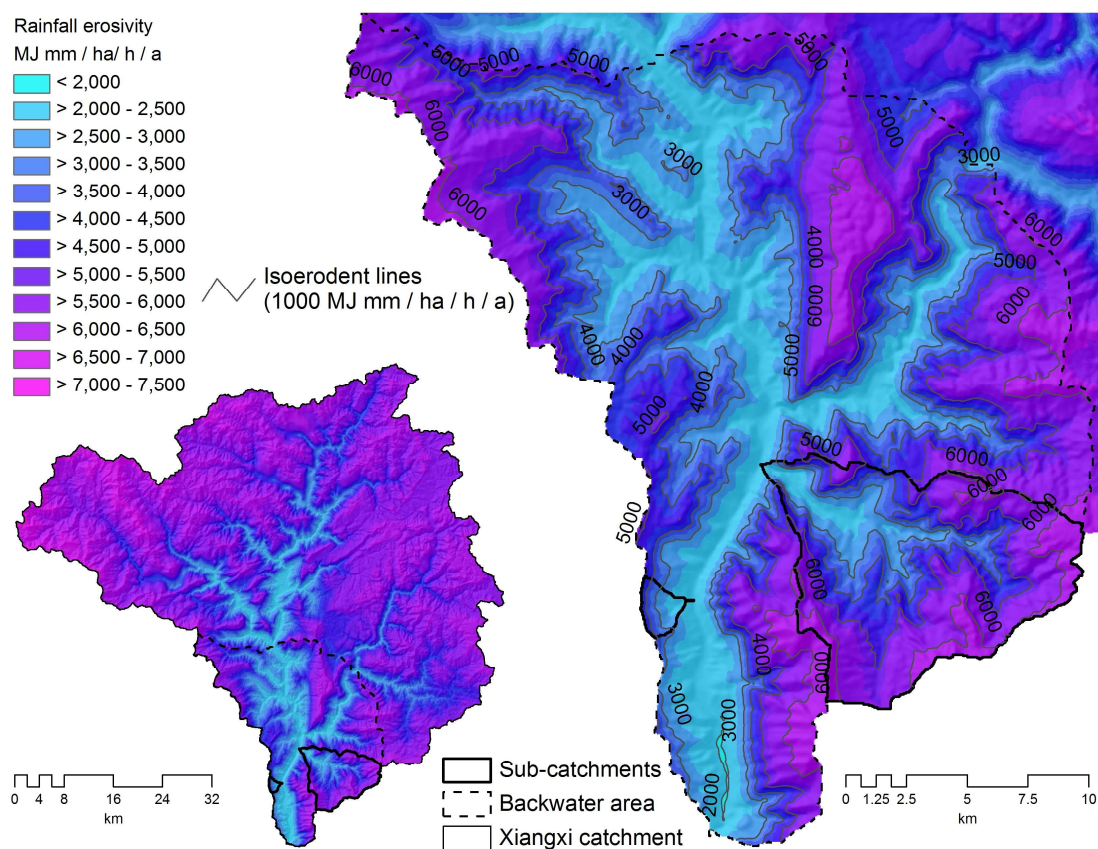 Rainfall erosivity
MJ mm / ha/ h / a
< 2,000
> 2,000 - 2,500
> 2,500 - 3,000
> 3,000 - 3,500
> 3,500 - 4,000
> 4,000 - 4,500
> 4,500 - 5,000
> 5,000 - 5,500
> 5,500 - 6,000
> 6,000 - 6,500
> 6,500 - 7,000
> 7,000 - 7,500
Isoerodent lines
(1000 MJ mm / ha / h / a)
5000
5000
5000
5000
6000
6000
5000
3000
3000
3000
6000
6000
4000
5000
6000
6000
4000
4000
5000
4000
5000
5000
6000
6000
6000
5000
6000
6000
4000
6000
3000
3000
2000
Sub-catchments
Backwater area
Xiangxi catchment
0 4 8 16 24 32
km
0 1.25 2.5 5 7.5 10
km